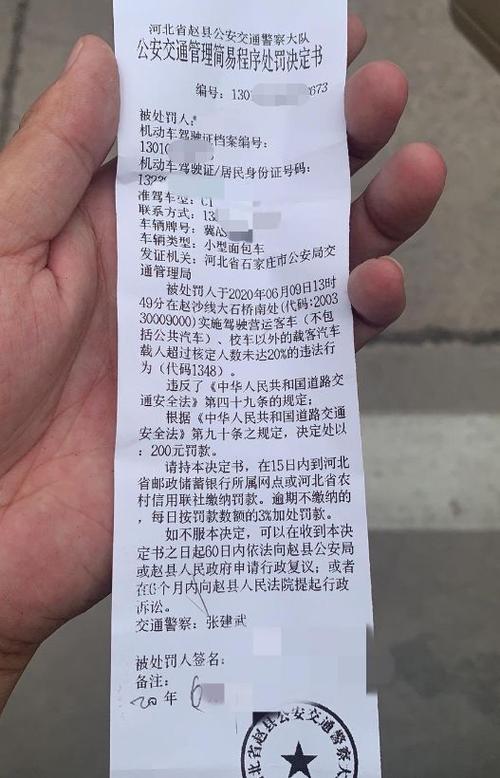 河北省赵县公安交通警察大队
公安交通管理简易程序处罚决定书
编号：130 673
被处罚人：
机动车驾驶证档案编号：
1301
机动车驾驶证/居民身份证号码：
准驾车型：C1
联系方式：13
车辆牌号：冀A
车辆类型：小型面包车
发证机关：河北省石家庄市公安局交
通管理局
被处罚人于2020年06月09日13时
49分在赵沙线大石桥南处(代码:2003
30009000)实施驾驶营运客车（不包
括公共汽车）、校车以外的载客汽车
载人超过核定人数未达20%的违法行
为（代码1348）。
违反了《中华人民共和国道路交
通安全法》第四十九条的规定；
根据《中华人民共和国道路交通
安全法》第九十条之规定，决定处以
：200元罚款。
请持本决定书，在15日内到河北
省邮政储蓄银行所属网点或河北省农
村信用联社缴纳罚款。逾期不缴纳的
，每日按罚款数额的3%加处罚款。
如不服本决定，可以在收到本决
定书之日起60日内依法向赵县公安局
或赵县人民政府申请行政复议；或者
在6个月内向赵县人民法院提起行政
诉讼。
交通警察：张建武
被处罚人签名：
备注：
20年 6
河北省赵县公安交通警察大队